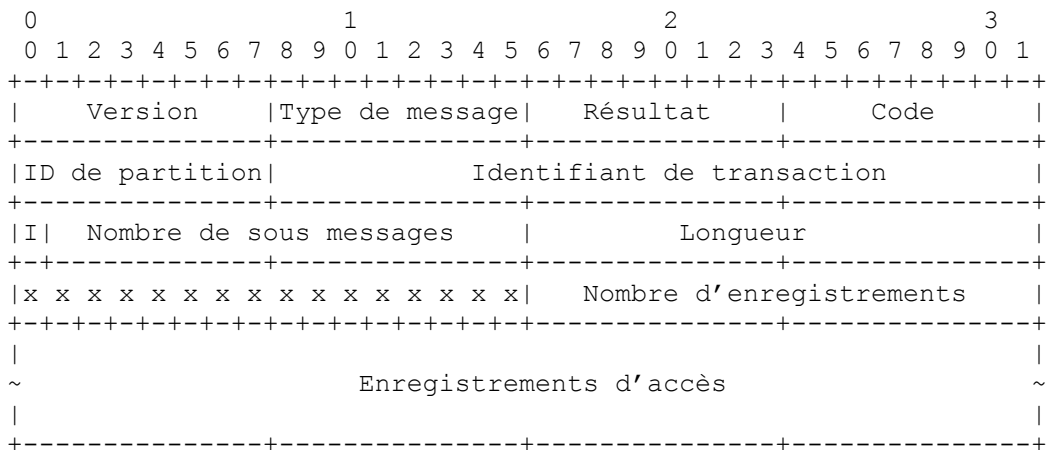 0                   1                   2                   3
 0 1 2 3 4 5 6 7 8 9 0 1 2 3 4 5 6 7 8 9 0 1 2 3 4 5 6 7 8 9 0 1
+-+-+-+-+-+-+-+-+-+-+-+-+-+-+-+-+-+-+-+-+-+-+-+-+-+-+-+-+-+-+-+-+
|    Version    |Type de message|   Résultat    |     Code      |
+---------------+---------------+---------------+---------------+
|ID de partition|            Identifiant de transaction         |
+---------------+---------------+---------------+---------------+
|I|  Nombre de sous messages    |         Longueur              |
+-+-------------+---------------+---------------+---------------+
|x x x x x x x x x x x x x x x x|   Nombre d’enregistrements    |
+-+-+-+-+-+-+-+-+-+-+-+-+-+-+-+-+---------------+---------------+
|                                                               |
~                     Enregistrements d’accès                   ~
|                                                               |
+---------------+---------------+---------------+---------------+